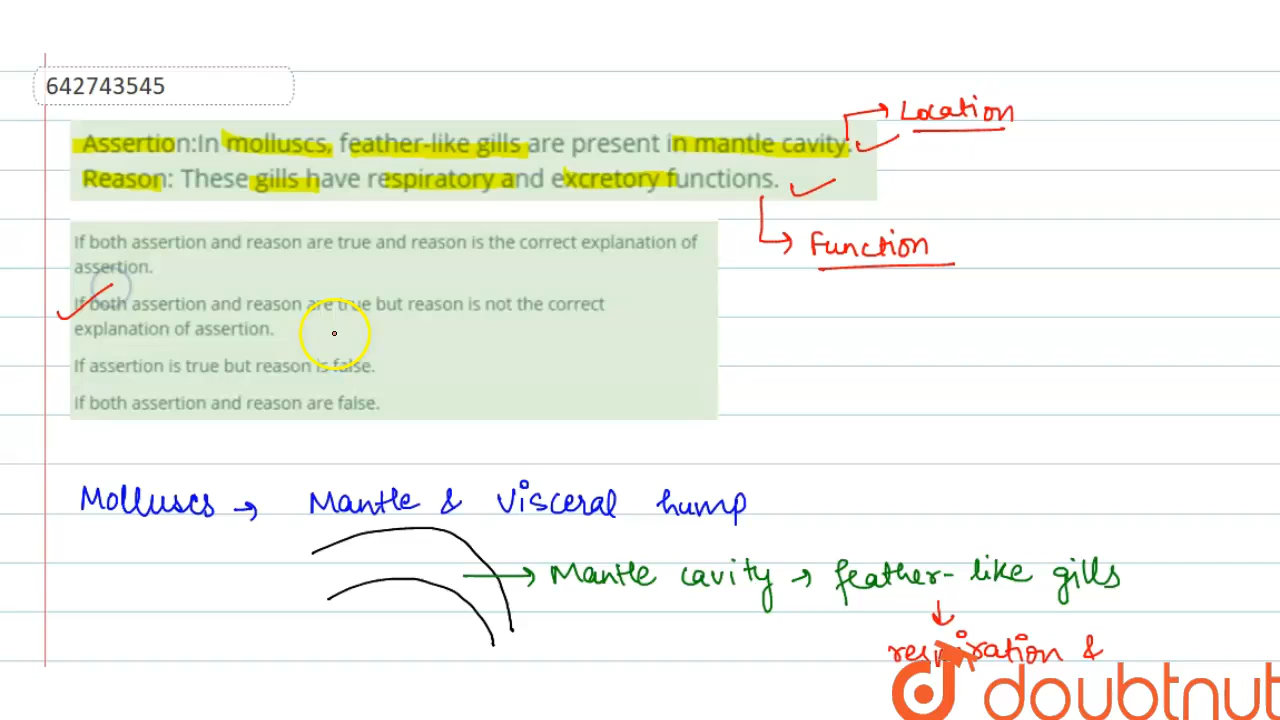 642743545
Assertion:In molluscs, feather-like gills are present in mantle cavity.
Location
Reason: These gills have respiratory and excretory functions.
Function
If both assertion and reason are true and reason is the correct explanation of
assertion.
If both assertion and reason are true but reason is not the correct
explanation of assertion.
If assertion is true but reason is false.
If both assertion and reason are false.
Molluscs → Mantle & Visceral hump
→ Mantle cavity → feather-like gills
respiration &
doubtnut